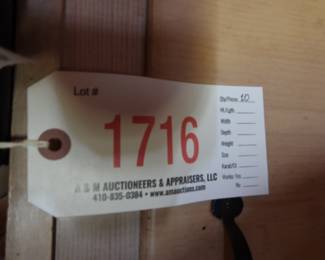 Lot #
1716
A & M AUCTIONEERS & APPRAISERS, LLC
410-835-0384 • www.amauctions.com
Qty/Pieces: 10
Ht./Lgth.
Width
Depth
Weight
Size
Karat/Ct
Works: Yes
No